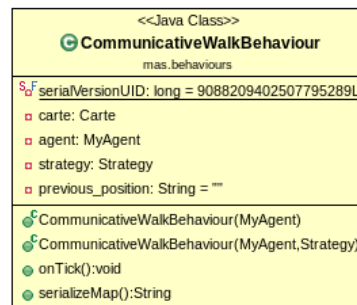 <<Java Class>>
CommunicativeWalkBehaviour
mas.behaviours
serialVersionUID: long = 9088209402507795289L
carte: Carte
agent: MyAgent
strategy: Strategy
previous_position: String = ""
CommunicativeWalkBehaviour(MyAgent)
CommunicativeWalkBehaviour(MyAgent,Strategy)
onTick():void
serializeMap():String